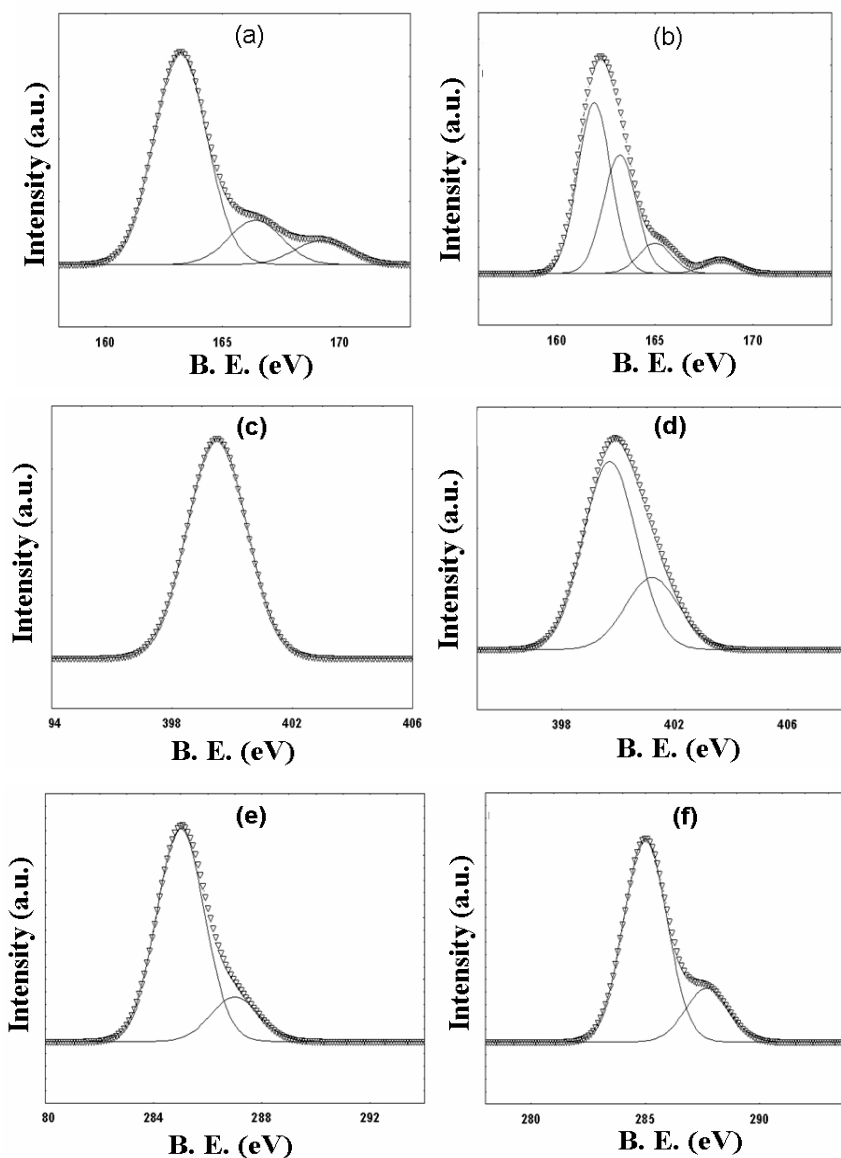 (a)
Intensity (a.u.)
160 165 170
B. E. (eV)
(b)
Intensity (a.u.)
160 165 170
B. E. (eV)
(c)
Intensity (a.u.)
94 398 402 406
B. E. (eV)
(d)
Intensity (a.u.)
398 402 406
B. E. (eV)
(e)
Intensity (a.u.)
80 284 288 292
B. E. (eV)
(f)
Intensity (a.u.)
280 285 290
B. E. (eV)